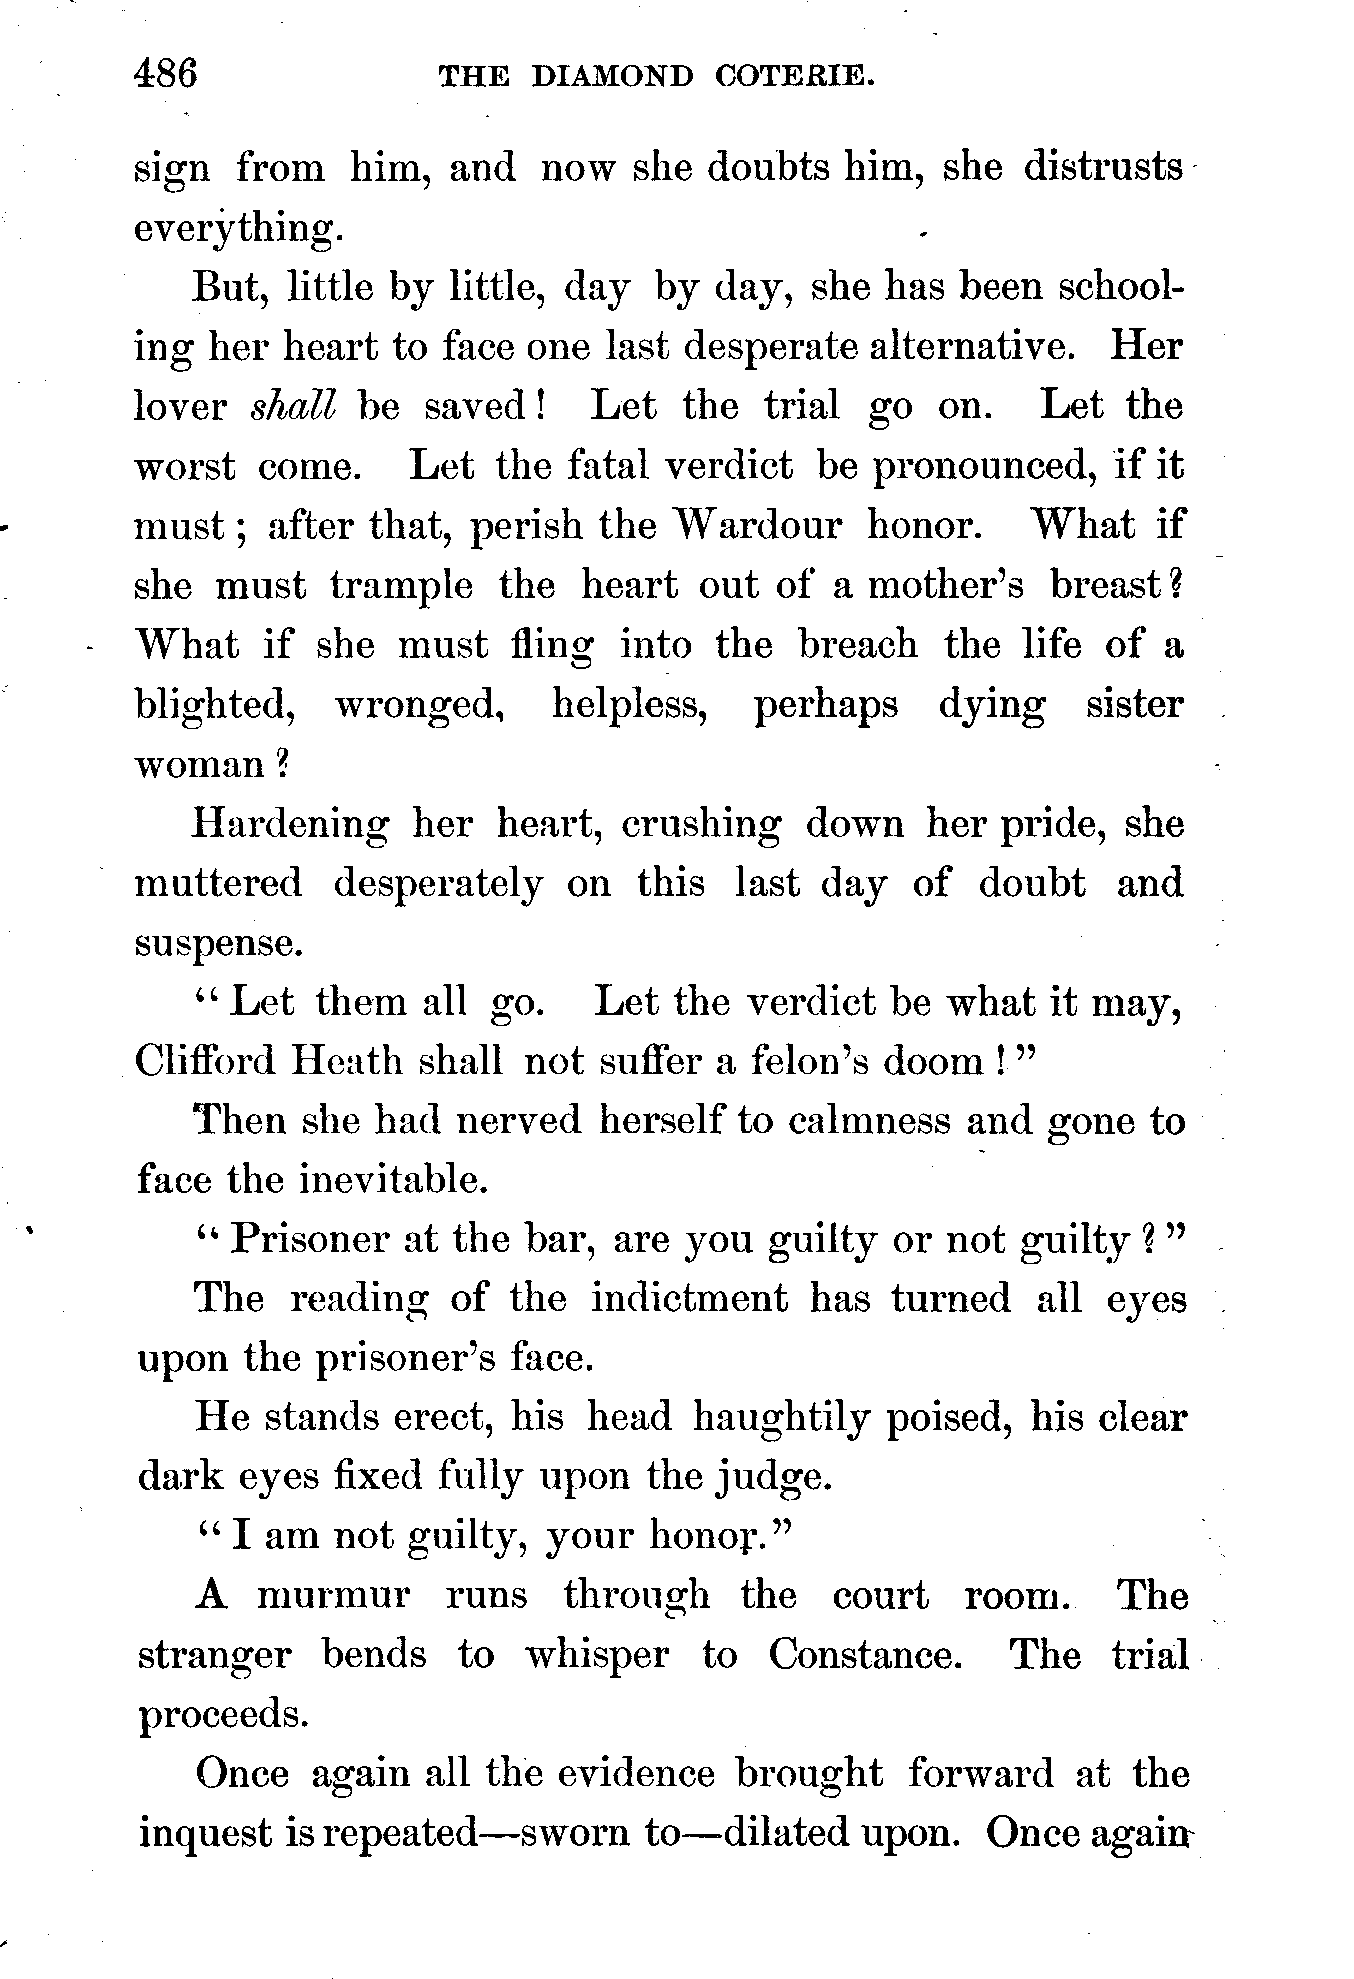 486 THE DIAMOND COTERIE.
sign from him, and now she doubts him, she distrusts
everything.
But, little by little, day by day, she has been school-
ing her heart to face one last desperate alternative. Her
lover shall be saved! Let the trial go on. Let the
worst come. Let the fatal verdict be pronounced, if it
must; after that, perish the Wardour honor. What if
she must trample the heart out of a mother's breast?
What if she must fling into the breach the life of a
blighted, wronged, helpless, perhaps dying sister
woman?
Hardening her heart, crushing down her pride, she
muttered desperately on this last day of doubt and
suspense.
"Let them all go. Let the verdict be what it may,
Clifford Heath shall not suffer a felon's doom!"
Then she had nerved herself to calmness and gone to
face the inevitable.
"Prisoner at the bar, are you guilty or not guilty?"
The reading of the indictment has turned all eyes
upon the prisoner's face.
He stands erect, his head haughtily poised, his clear
dark eyes fixed fully upon the judge.
"I am not guilty, your honor."
A murmur runs through the court room. The
stranger bends to whisper to Constance. The trial
proceeds.
Once again all the evidence brought forward at the
inquest is repeated—sworn to—dilated upon. Once again